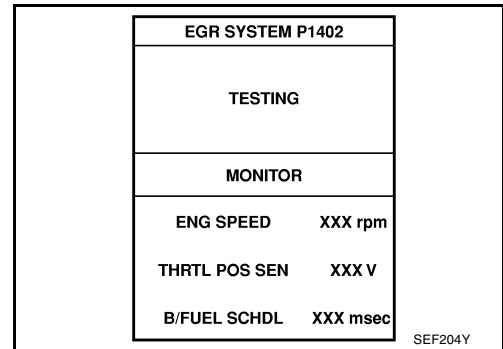 EGR SYSTEM P1402
TESTING
MONITOR
ENG SPEED XXX rpm
THRTL POS SEN XXX V
B/FUEL SCHDL XXX msec
SEF204Y